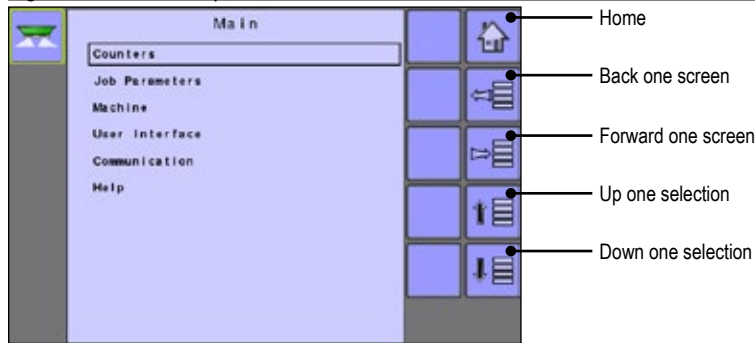 Main
Counters
Job Parameters
Machine
User Interface
Communication
Help
Home
Back one screen
Forward one screen
Up one selection
Down one selection